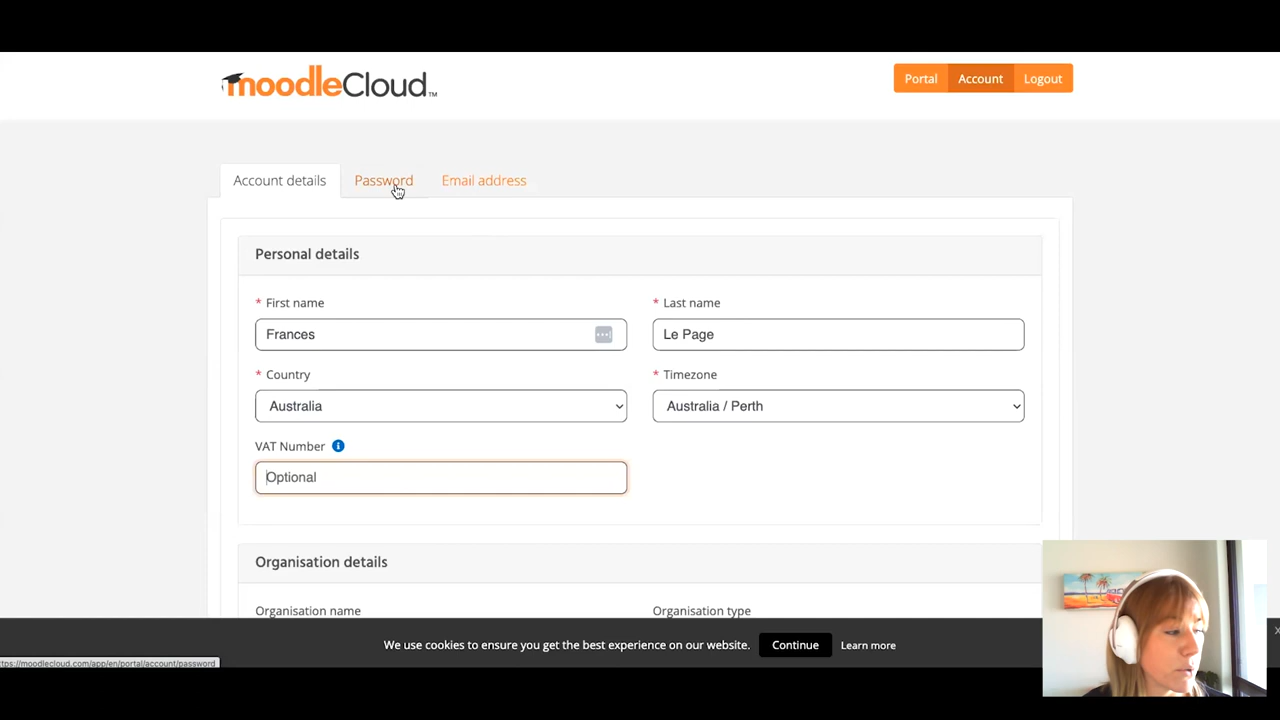 moodleCloud™
Portal
Account
Logout
Account details
Password
Email address
Personal details
* First name
* Last name
Frances
Le Page
* Country
* Timezone
Australia
Australia / Perth
VAT Number
Optional
Organisation details
Organisation name
Organisation type
We use cookies to ensure you get the best experience on our website.
Continue
Learn more
x
ttps://moodlecloud.com/app/en/portal/account/password